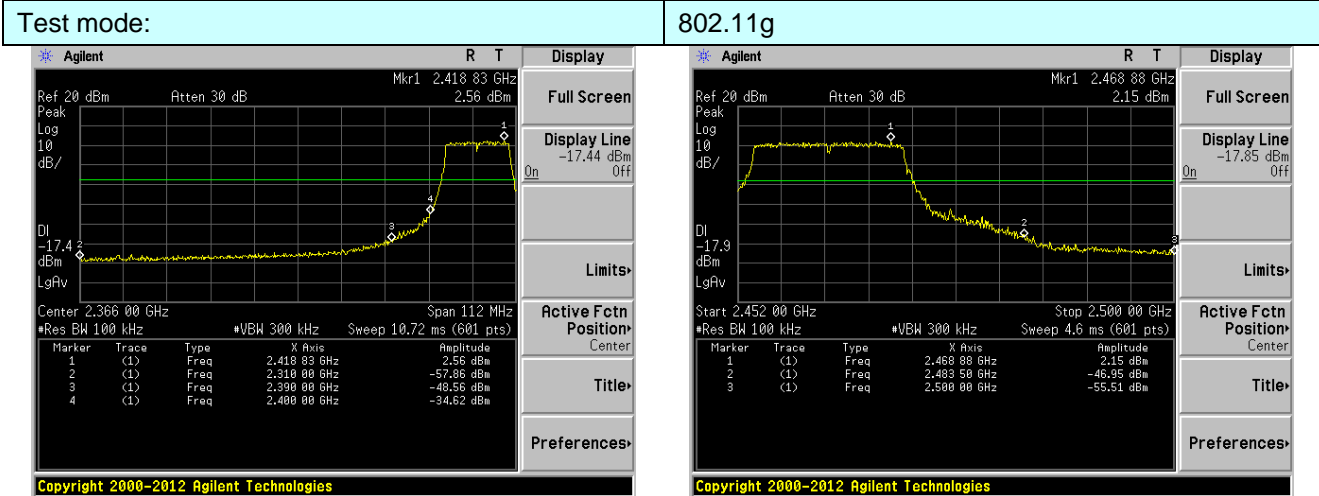 Test mode: 802.11g
Agilent R T Display
Mkr1 2.418 83 GHz
Ref 20 dBm Atten 30 dB 2.56 dBm
Peak
Log
10
dB/
1
4
3
2
DI
-17.4
dBm
LgAv
Center 2.366 00 GHz Span 112 MHz
#Res BW 100 kHz #VBW 300 kHz Sweep 10.72 ms (601 pts)
Marker Trace Type X Axis Amplitude
1 (1) Freq 2.418 83 GHz 2.56 dBm
2 (1) Freq 2.310 00 GHz -57.86 dBm
3 (1) Freq 2.390 00 GHz -48.56 dBm
4 (1) Freq 2.400 00 GHz -34.62 dBm
Full Screen
Display Line
-17.44 dBm
On Off
Limits
Active Fctn
Position
Center
Title
Preferences
Copyright 2000-2012 Agilent Technologies
Agilent R T Display
Mkr1 2.468 88 GHz
Ref 20 dBm Atten 30 dB 2.15 dBm
Peak
Log
10
dB/
1
2
3
DI
-17.9
dBm
LgAv
Start 2.452 00 GHz Stop 2.500 00 GHz
#Res BW 100 kHz #VBW 300 kHz Sweep 4.6 ms (601 pts)
Marker Trace Type X Axis Amplitude
1 (1) Freq 2.468 88 GHz 2.15 dBm
2 (1) Freq 2.483 50 GHz -46.95 dBm
3 (1) Freq 2.500 00 GHz -55.51 dBm
Full Screen
Display Line
-17.85 dBm
On Off
Limits
Active Fctn
Position
Center
Title
Preferences
Copyright 2000-2012 Agilent Technologies